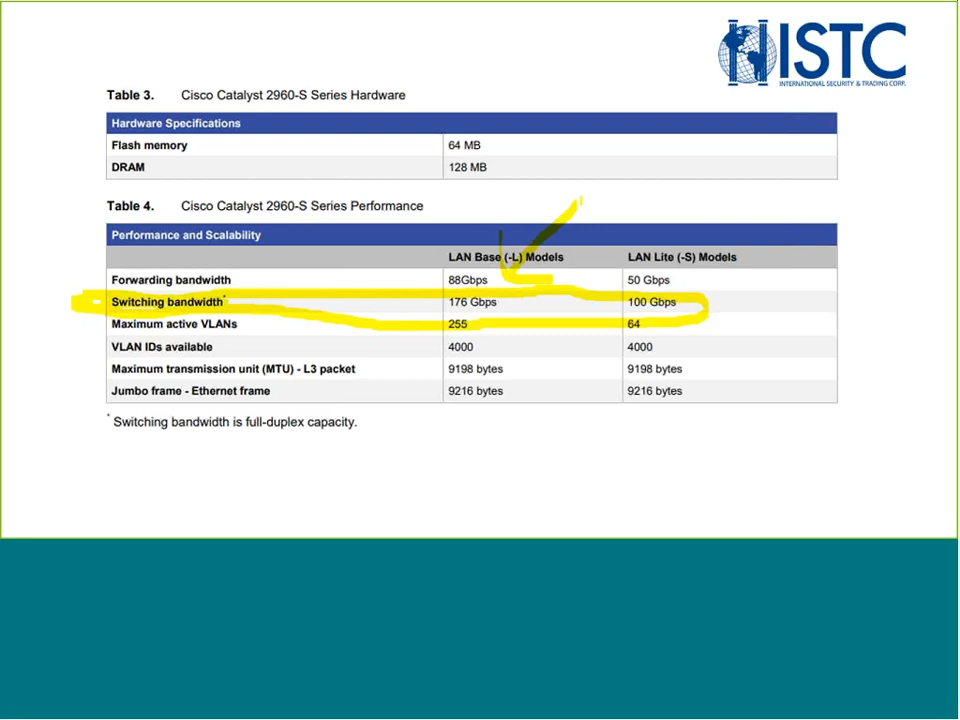 HISTC
INTERNATIONAL SECURITY & TRADING CORP.
Table 3. Cisco Catalyst 2960-S Series Hardware
Hardware Specifications
Flash memory 64 MB
DRAM 128 MB
Table 4. Cisco Catalyst 2960-S Series Performance
Performance and Scalability
LAN Base (-L) Models LAN Lite (-S) Models
Forwarding bandwidth 88Gbps 50 Gbps
Switching bandwidth* 176 Gbps 100 Gbps
Maximum active VLANs 255 64
VLAN IDs available 4000 4000
Maximum transmission unit (MTU) - L3 packet 9198 bytes 9198 bytes
Jumbo frame - Ethernet frame 9216 bytes 9216 bytes
* Switching bandwidth is full-duplex capacity.